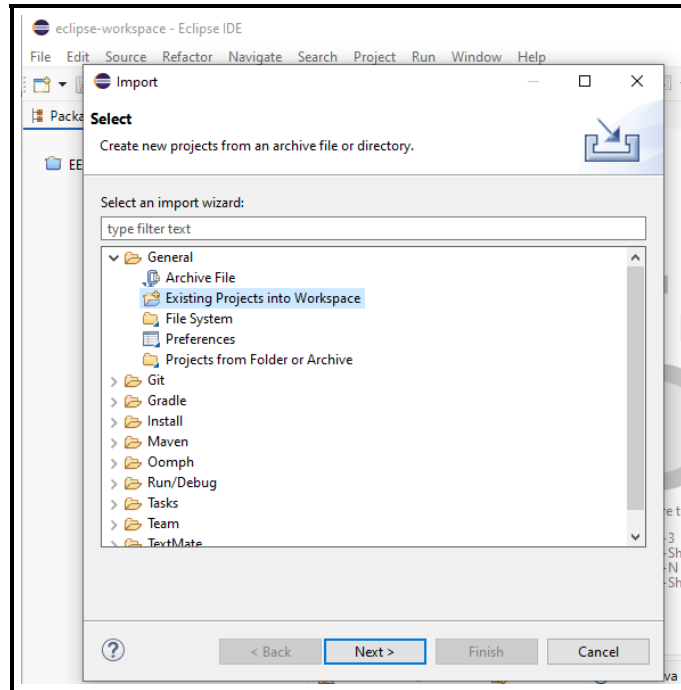 eclipse-workspace - Eclipse IDE
File Edit Source Refactor Navigate Search Project Run Window Help
Import
Select
Create new projects from an archive file or directory.
EE
Select an import wizard:
type filter text
General
Archive File
Existing Projects into Workspace
File System
Preferences
Projects from Folder or Archive
Git
Gradle
Install
Maven
Oomph
Run/Debug
Tasks
Team
TextMate
? < Back Next > Finish Cancel